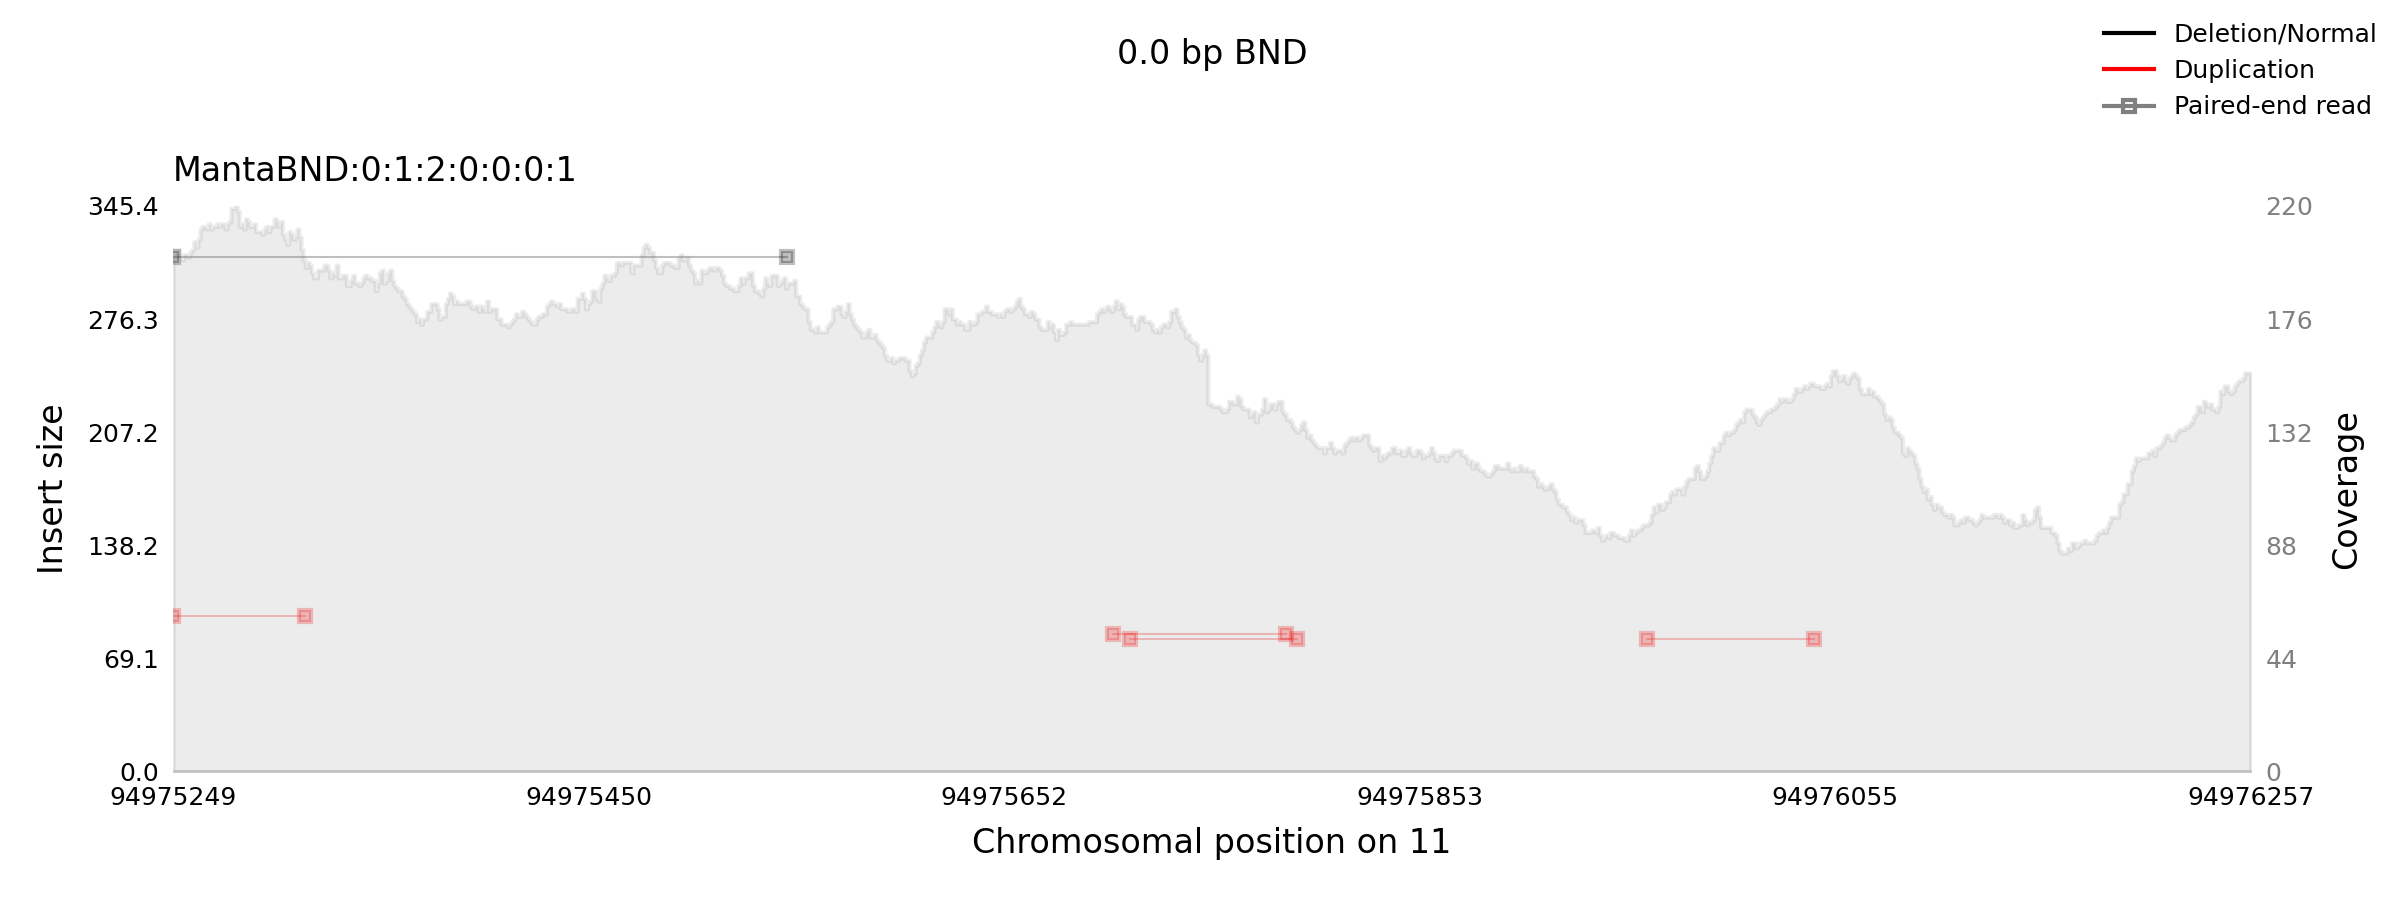 0.0 bp BND
Deletion/Normal
Duplication
Paired-end read
MantaBND:0:1:2:0:0:0:1
345.4
276.3
207.2
138.2
69.1
0.0
Insert size
220
176
132
88
44
0
Coverage
94975249 94975450 94975652 94975853 94976055 94976257
Chromosomal position on 11